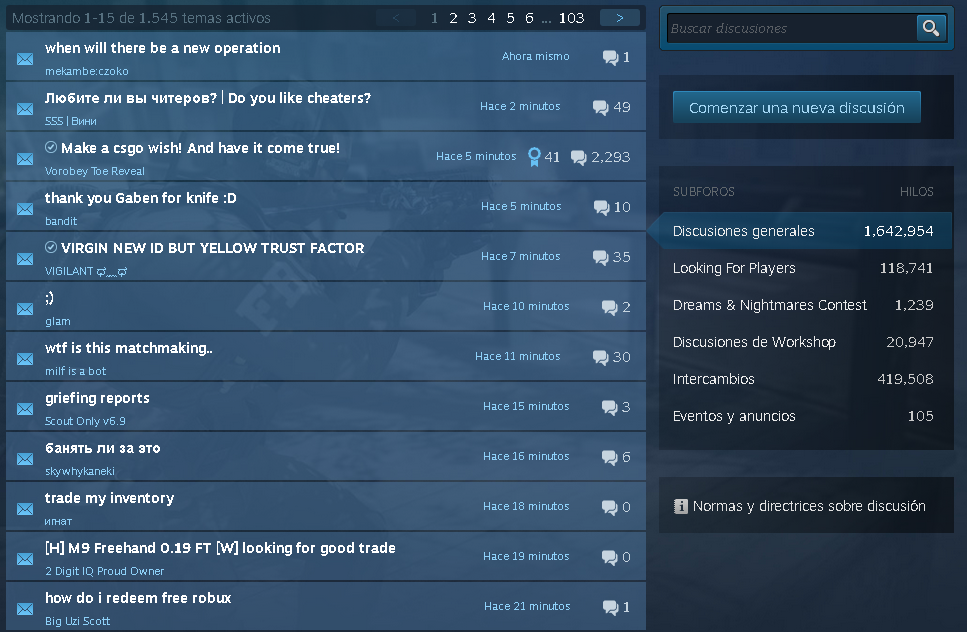 Mostrando 1-15 de 1.545 temas activos < 1 2 3 4 5 6 ... 103 >
when will there be a new operation
mekambe:czoko
Ahora mismo 1
Любите ли вы читеров? | Do you like cheaters?
SSS | Вини
Hace 2 minutos 49
Make a csgo wish! And have it come true!
Vorobey Toe Reveal
Hace 5 minutos 41 2,293
thank you Gaben for knife :D
bandit
Hace 5 minutos 10
VIRGIN NEW ID BUT YELLOW TRUST FACTOR
VIGILANT
Hace 7 minutos 35
;)
glam
Hace 10 minutos 2
wtf is this matchmaking..
milf is a bot
Hace 11 minutos 30
griefing reports
Scout Only v6.9
Hace 15 minutos 3
банять ли за это
skywhykaneki
Hace 16 minutos 6
trade my inventory
игнат
Hace 18 minutos 0
[H] M9 Freehand 0.19 FT [W] looking for good trade
2 Digit IQ Proud Owner
Hace 19 minutos 0
how do i redeem free robux
Big Uzi Scott
Hace 21 minutos 1
Buscar discusiones
Comenzar una nueva discusión
SUBFOROS HILOS
Discusiones generales 1,642,954
Looking For Players 118,741
Dreams & Nightmares Contest 1,239
Discusiones de Workshop 20,947
Intercambios 419,508
Eventos y anuncios 105
Normas y directrices sobre discusión